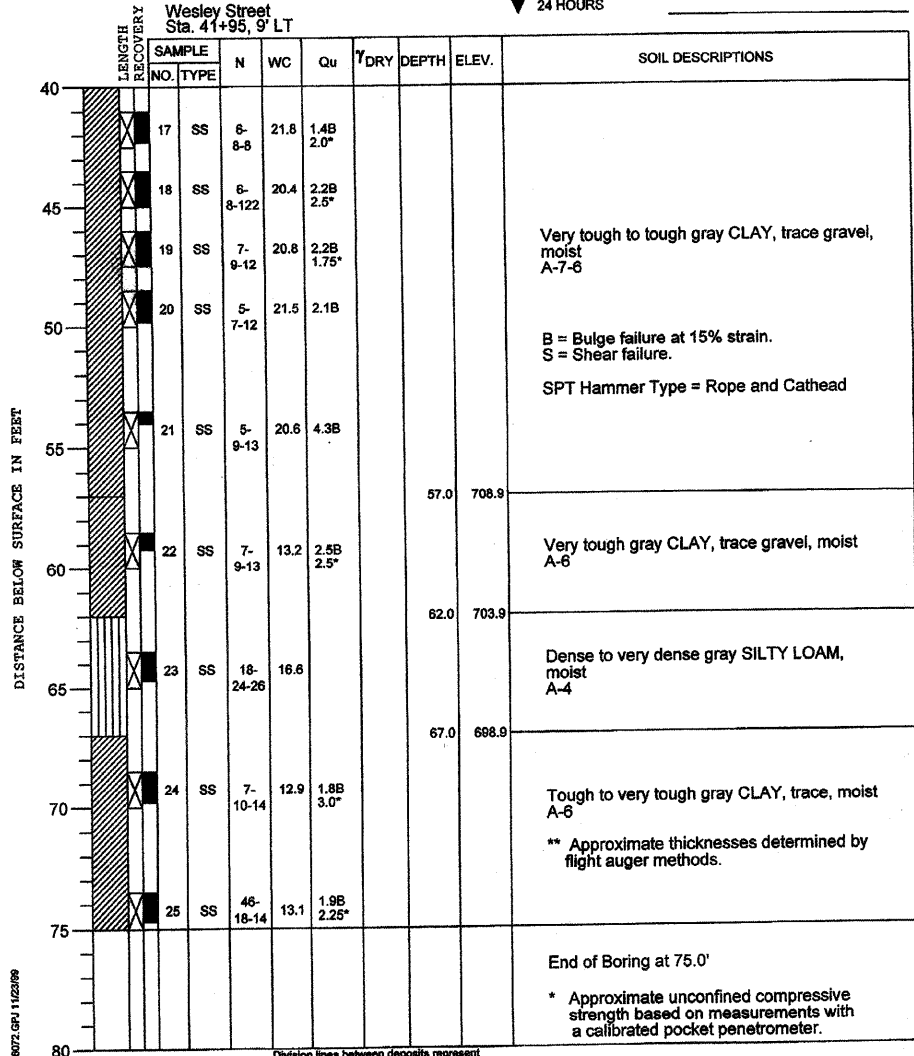 Wesley Street
Sta. 41+95, 9' LT
24 HOURS
LENGTH
RECOVERY
SAMPLE
NO. TYPE N WC Qu γDRY DEPTH ELEV. SOIL DESCRIPTIONS
40
17 SS 6- 21.8 1.4B
8-8 2.0*
18 SS 6- 20.4 2.2B
8-122 2.5*
45
19 SS 7- 20.8 2.2B
9-12 1.75*
Very tough to tough gray CLAY, trace gravel,
moist
A-7-6
20 SS 5- 21.5 2.1B
7-12
50
B = Bulge failure at 15% strain.
S = Shear failure.
SPT Hammer Type = Rope and Cathead
21 SS 5- 20.6 4.3B
9-13
55
57.0 708.9
22 SS 7- 13.2 2.5B
9-13 2.5*
Very tough gray CLAY, trace gravel, moist
A-6
60
62.0 703.9
23 SS 18- 16.6
24-26
Dense to very dense gray SILTY LOAM,
moist
A-4
65
67.0 698.9
24 SS 7- 12.9 1.8B
10-14 3.0*
Tough to very tough gray CLAY, trace, moist
A-6
70
** Approximate thicknesses determined by
flight auger methods.
25 SS 46- 13.1 1.9B
18-14 2.25*
75
End of Boring at 75.0'
* Approximate unconfined compressive
strength based on measurements with
a calibrated pocket penetrometer.
80
DISTANCE BELOW SURFACE IN FEET
8072.GPJ 11/23/99
Division lines between deposits represent